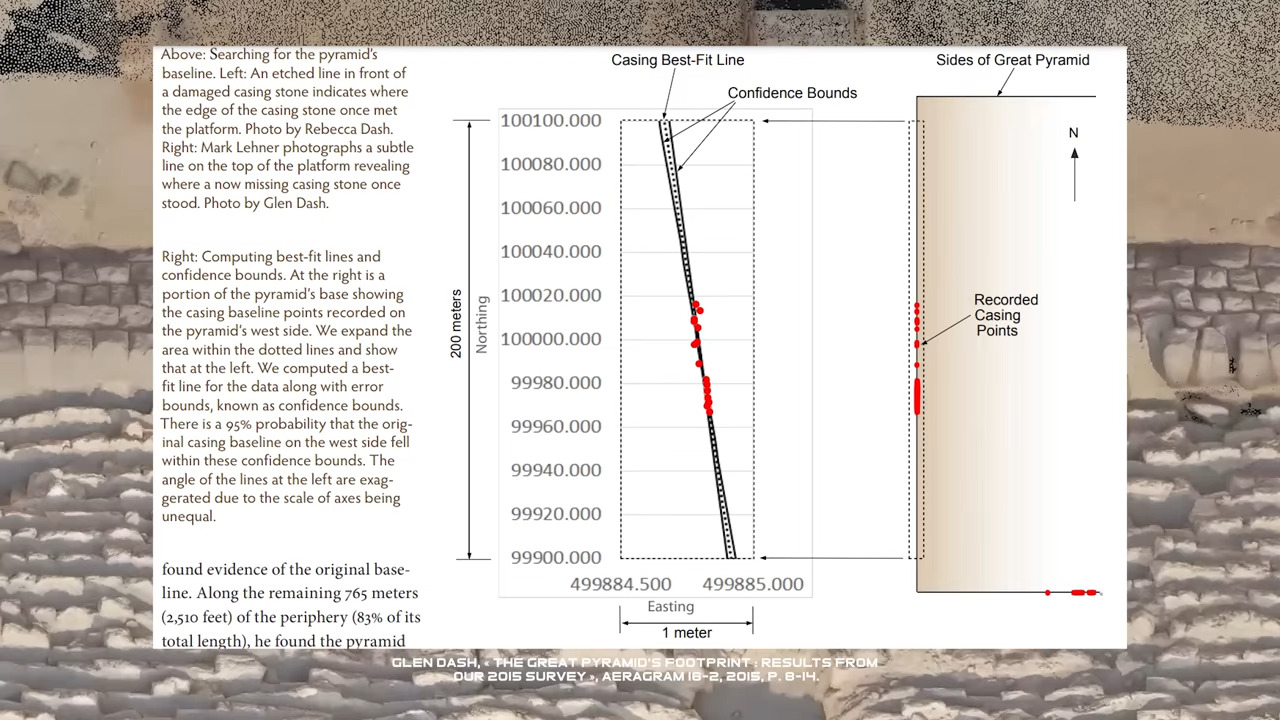 Above: Searching for the pyramid's
baseline. Left: An etched line in front of
a damaged casing stone indicates where
the edge of the casing stone once met
the platform. Photo by Rebecca Dash.
Right: Mark Lehner photographs a subtle
line on the top of the platform revealing
where a now missing casing stone once
stood. Photo by Glen Dash.
Right: Computing best-fit lines and
confidence bounds. At the right is a
portion of the pyramid's base showing
the casing baseline points recorded on
the pyramid's west side. We expand the
area within the dotted lines and show
that at the left. We computed a best-
fit line for the data along with error
bounds, known as confidence bounds.
There is a 95% probability that the orig-
inal casing baseline on the west side fell
within these confidence bounds. The
angle of the lines at the left are exag-
gerated due to the scale of axes being
unequal.
found evidence of the original base-
line. Along the remaining 765 meters
(2,510 feet) of the periphery (83% of its
total length), he found the pyramid
Casing Best-Fit Line
Confidence Bounds
100100.000
100080.000
100060.000
100040.000
100020.000
100000.000
99980.000
99960.000
99940.000
99920.000
99900.000
200 meters
Northing
499884.500
499885.000
Easting
1 meter
Sides of Great Pyramid
N
Recorded
Casing
Points
GLEN DASH, « THE GREAT PYRAMID'S FOOTPRINT : RESULTS FROM
OUR 2015 SURVEY », AERAGRAM 16-2, 2015, P. 8-14.